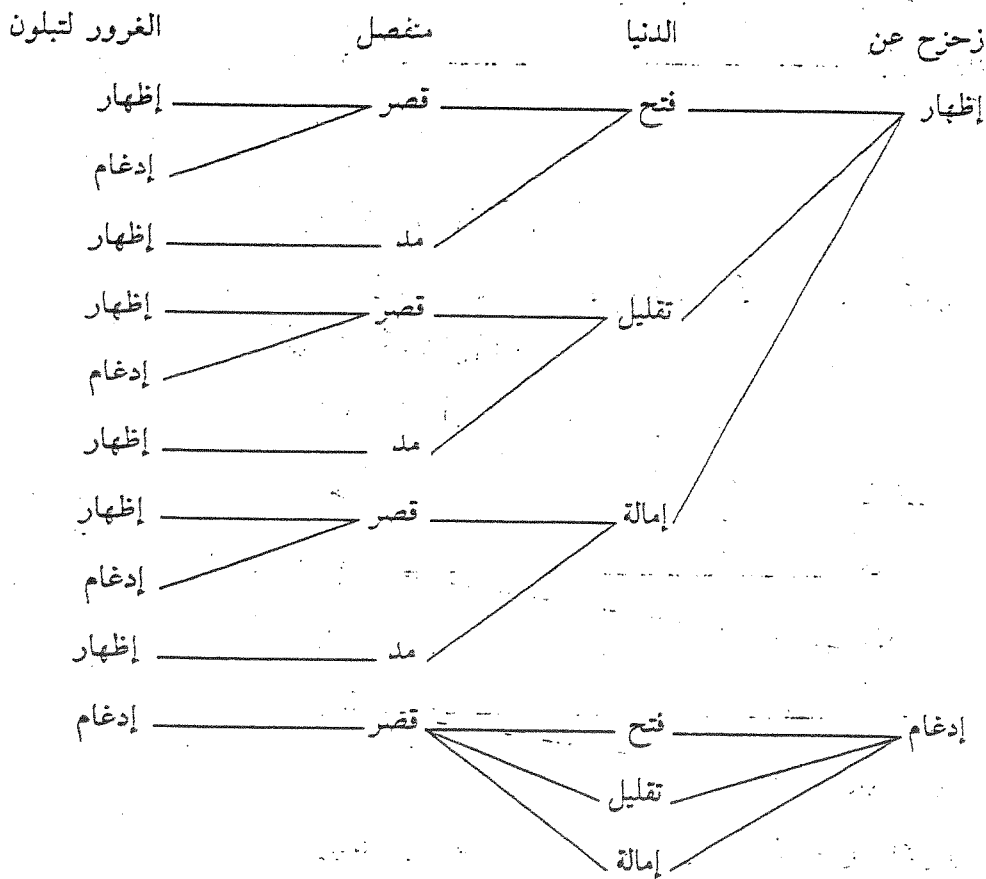 زحزح عن الدنيا منفصل الغرور لتبلون
إظهار فتح قصر إظهار
إدغام
مد إظهار
تقليل قصر إظهار
إدغام
مد إظهار
إمالة قصر إظهار
إدغام
مد إظهار
إدغام فتح قصر إدغام
تقليل
إمالة